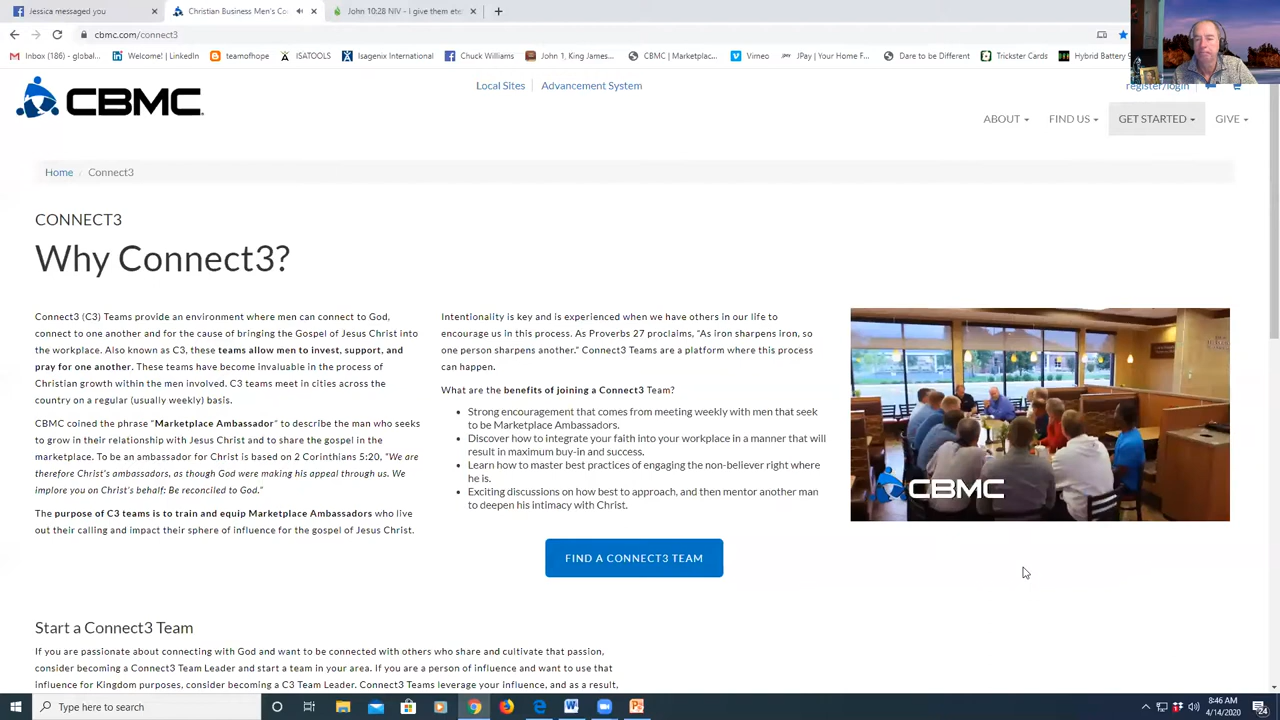 Jessica messaged you
Christian Business Men's Co
John 10:28 NIV - I give them ete
cbmc.com/connect3
Inbox (186) - global...
Welcome! | LinkedIn
teamofhope
ISATOOLS
Isagenix International
Chuck Williams
John 1, King James...
CBMC | Marketplac...
Vimeo
JPay | Your Home F...
Dare to be Different
Trickster Cards
Hybrid Battery
CBMC
Local Sites
Advancement System
register/login
ABOUT
FIND US
GET STARTED
GIVE
Home / Connect3
CONNECT3
Why Connect3?
Connect3 (C3) Teams provide an environment where men can connect to God,
connect to one another and for the cause of bringing the Gospel of Jesus Christ into
the workplace. Also known as C3, these teams allow men to invest, support, and
pray for one another. These teams have become invaluable in the process of
Christian growth within the men involved. C3 teams meet in cities across the
country on a regular (usually weekly) basis.
CBMC coined the phrase "Marketplace Ambassador" to describe the man who seeks
to grow in their relationship with Jesus Christ and to share the gospel in the
marketplace. To be an ambassador for Christ is based on 2 Corinthians 5:20, "We are
therefore Christ's ambassadors, as though God were making his appeal through us. We
implore you on Christ's behalf: Be reconciled to God."
The purpose of C3 teams is to train and equip Marketplace Ambassadors who live
out their calling and impact their sphere of influence for the gospel of Jesus Christ.
Intentionality is key and is experienced when we have others in our life to
encourage us in this process. As Proverbs 27 proclaims, "As iron sharpens iron, so
one person sharpens another." Connect3 Teams are a platform where this process
can happen.
What are the benefits of joining a Connect3 Team?
• Strong encouragement that comes from meeting weekly with men that seek
to be Marketplace Ambassadors.
• Discover how to integrate your faith into your workplace in a manner that will
result in maximum buy-in and success.
• Learn how to master best practices of engaging the non-believer right where
he is.
• Exciting discussions on how best to approach, and then mentor another man
to deepen his intimacy with Christ.
CBMC
FIND A CONNECT3 TEAM
Start a Connect3 Team
If you are passionate about connecting with God and want to be connected with others who share and cultivate that passion,
consider becoming a Connect3 Team Leader and start a team in your area. If you are a person of influence and want to use that
influence for Kingdom purposes, consider becoming a C3 Team Leader. Connect3 Teams leverage your influence, and as a result,
Type here to search
8:46 AM
4/14/2020
24